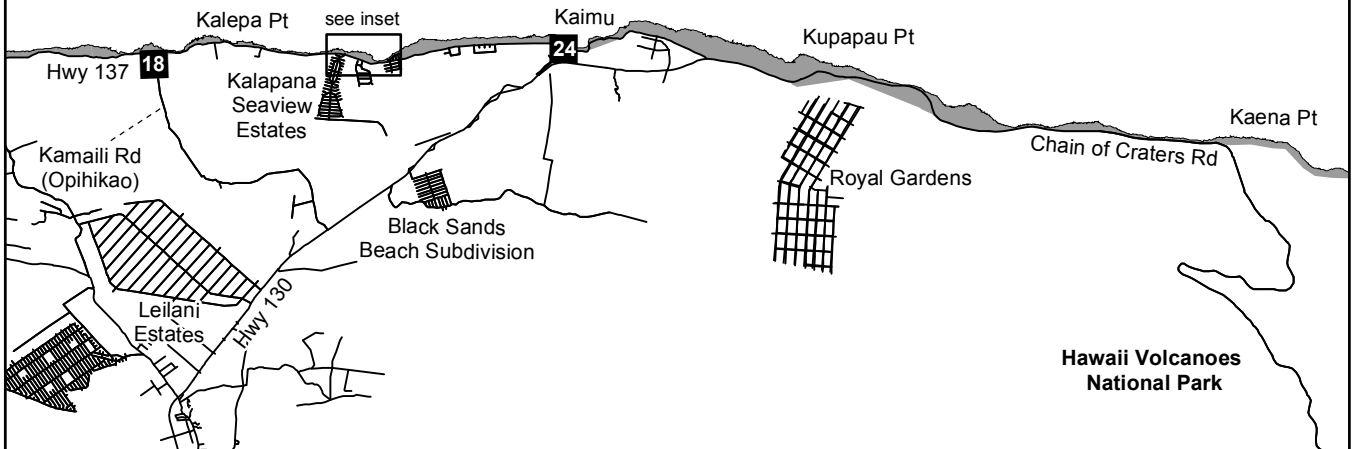 Kalepa Pt
see inset
Kaimu
Kupapau Pt
Hwy 137
18
24
Kalapana
Seaview
Estates
Kaena Pt
Chain of Craters Rd
Kamaili Rd
(Opihikao)
Royal Gardens
Black Sands
Beach Subdivision
Leilani
Estates
Hwy 130
Hawaii Volcanoes
National Park